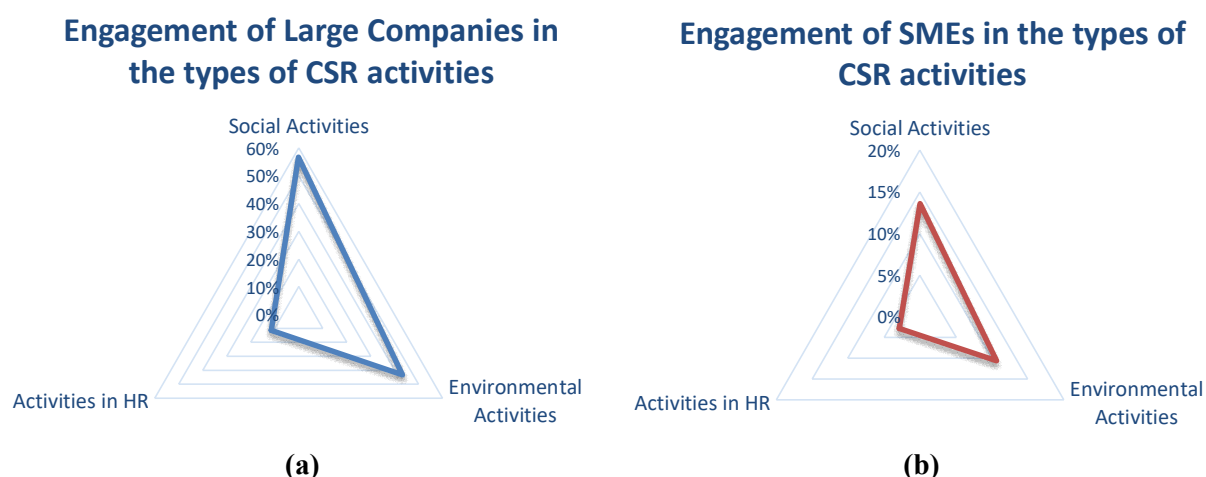 Engagement of Large Companies in
the types of CSR activities
Social Activities
60%
50%
40%
30%
20%
10%
0%
Activities in HR
Environmental
Activities
(a)
Engagement of SMEs in the types of
CSR activities
Social Activities
20%
15%
10%
5%
0%
Activities in HR
Environmental
Activities
(b)